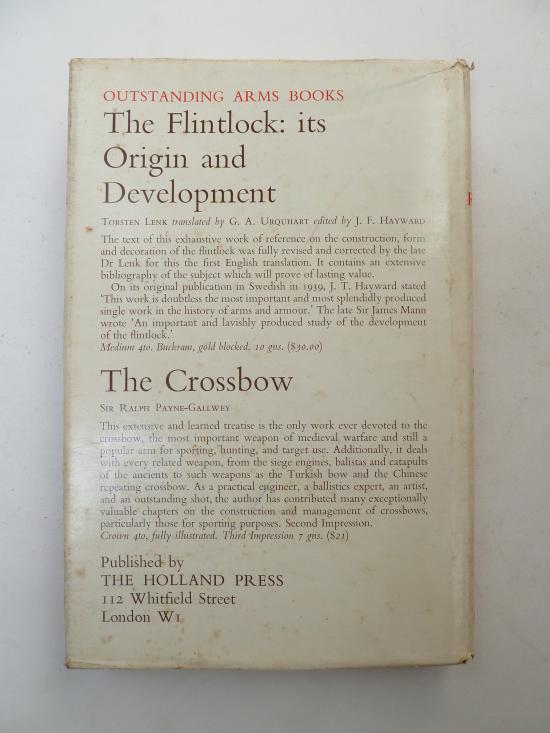 OUTSTANDING ARMS BOOKS
The Flintlock: its
Origin and
Development
Torsten Lenk translated by G. A. Urquhart edited by J. F. Hayward
The text of this exhaustive work of reference on the construction, form
and decoration of the flintlock was fully revised and corrected by the late
Dr Lenk for this the first English translation. It contains an extensive
bibliography of the subject which will prove of lasting value.
On its original publication in Swedish in 1939, J. T. Hayward stated
'This work is doubtless the most important and most splendidly produced
single work in the history of arms and armour.' The late Sir James Mann
wrote 'An important and lavishly produced study of the development
of the flintlock.'
Medium 4to. Buckram, gold blocked. 10 gns. ($30.00)
The Crossbow
Sir Ralph Payne-Gallwey
This extensive and learned treatise is the only work ever devoted to the
crossbow, the most important weapon of medieval warfare and still a
popular arm for sporting, hunting, and target use. Additionally, it deals
with every related weapon, from the siege engines, balistas and catapults
of the ancients to such weapons as the Turkish bow and the Chinese
repeating crossbow. As a practical engineer, a ballistics expert, an artist,
and an outstanding shot, the author has contributed many exceptionally
valuable chapters on the construction and management of crossbows,
particularly those for sporting purposes. Second Impression.
Crown 4to, fully illustrated. Third Impression 7 gns. ($21)
Published by
THE HOLLAND PRESS
112 Whitfield Street
London W1